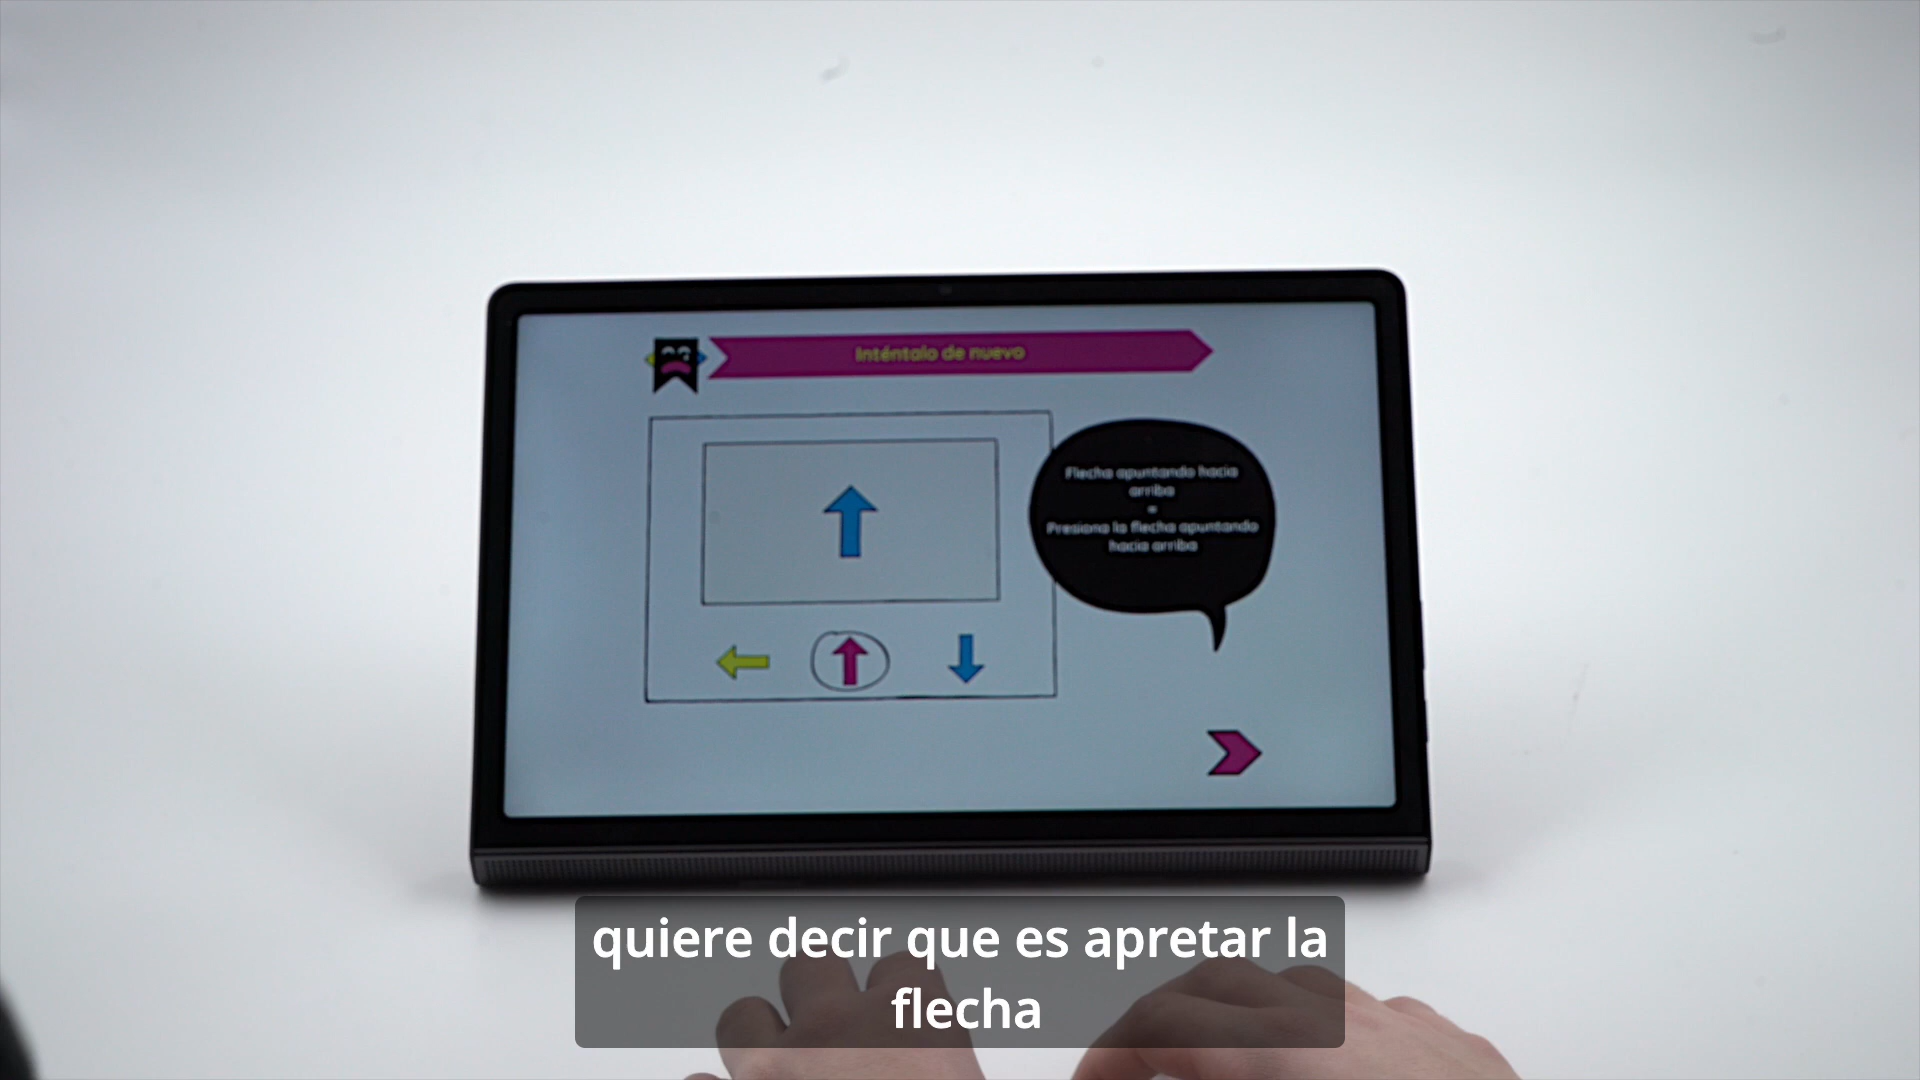 Inténtalo de nuevo
Flecha apuntando hacia
arriba
=
Presiona la flecha apuntando
hacia arriba
quiere decir que es apretar la
flecha